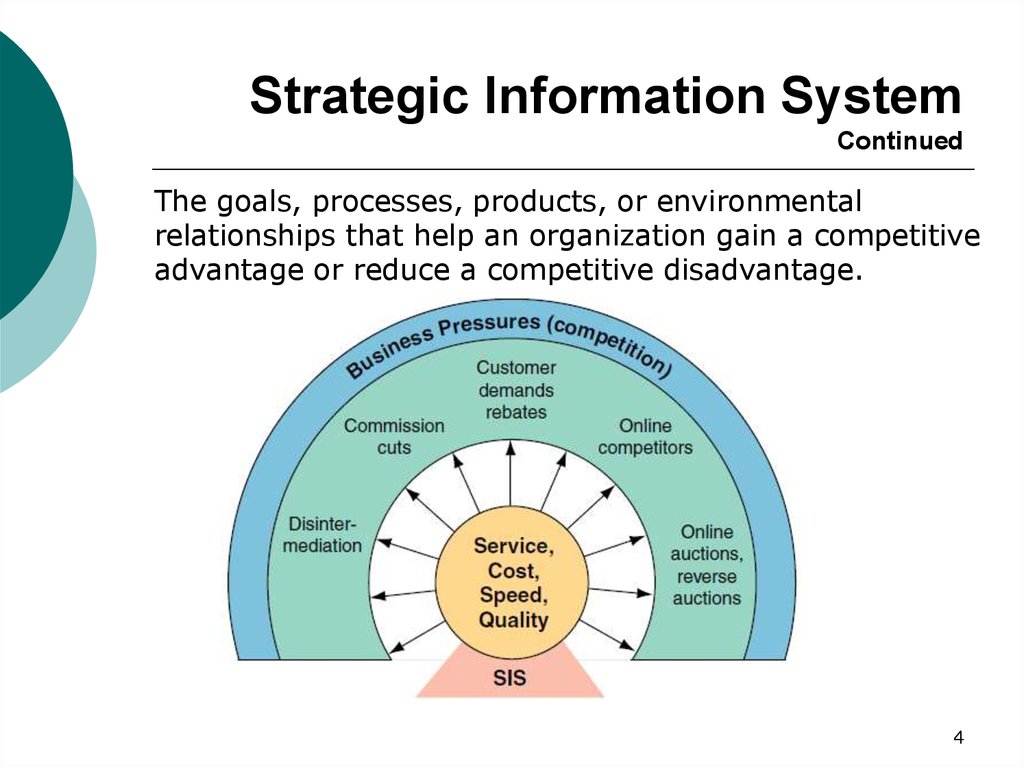 Strategic Information System
Continued
The goals, processes, products, or environmental
relationships that help an organization gain a competitive
advantage or reduce a competitive disadvantage.
Business Pressures (competition)
Customer
demands
rebates
Commission
cuts
Online
competitors
Disinter-
mediation
Online
auctions,
reverse
auctions
Service,
Cost,
Speed,
Quality
SIS
4